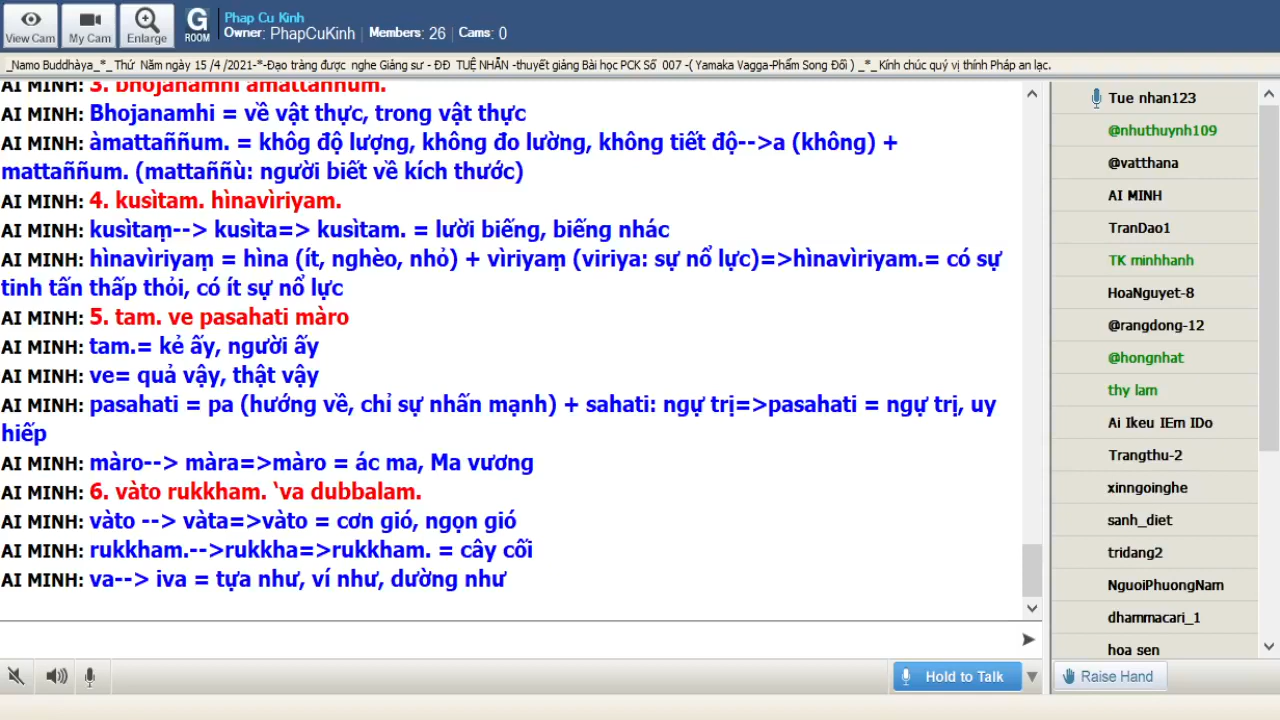 View Cam
My Cam
Enlarge
G
ROOM
Phap Cu Kinh
Owner: PhapCuKinh | Members: 26 | Cams: 0
_Namo Buddhàya_*_ Thứ Năm ngày 15 /4 /2021-*-Đạo tràng được nghe Giảng sư - ĐĐ TUỆ NHẪN -thuyết giảng Bài học PCK Số 007 -( Yamaka Vagga-Phẩm Song Đối ) _*_ Kính chúc quý vị thính Pháp an lạc.
AI MINH: 3. bhojanamhi amattaññum.
AI MINH: Bhojanamhi = về vật thực, trong vật thực
AI MINH: àmattaññum. = khôg độ lượng, không đo lường, không tiết độ-->a (không) +
mattaññum. (mattaññù: người biết về kích thước)
AI MINH: 4. kusìtam. hìnavìriyam.
AI MINH: kusìtaṃ--> kusìta=> kusìtam. = lười biếng, biếng nhác
AI MINH: hìnavìriyaṃ = hìna (ít, nghèo, nhỏ) + vìriyaṃ (viriya: sự nổ lực)=>hìnavìriyam.= có sự
tinh tấn thấp thỏi, có ít sự nổ lực
AI MINH: 5. tam. ve pasahati màro
AI MINH: tam.= kẻ ấy, người ấy
AI MINH: ve= quả vậy, thật vậy
AI MINH: pasahati = pa (hướng về, chỉ sự nhấn mạnh) + sahati: ngự trị=>pasahati = ngự trị, uy
hiếp
AI MINH: màro--> màra=>màro = ác ma, Ma vương
AI MINH: 6. vàto rukkham. ‘va dubbalam.
AI MINH: vàto --> vàta=>vàto = cơn gió, ngọn gió
AI MINH: rukkham.-->rukkha=>rukkham. = cây cối
AI MINH: va--> iva = tựa như, ví như, dường như
Hold to Talk
Tue nhan123
@nhuthuynh109
@vatthana
AI MINH
TranDao1
TK minhhanh
HoaNguyet-8
@rangdong-12
@hongnhat
thy lam
Ai Ikeu IEm IDo
Trangthu-2
xinngoinghe
sanh_diet
tridang2
NguoiPhuongNam
dhammacari_1
hoa sen
Raise Hand